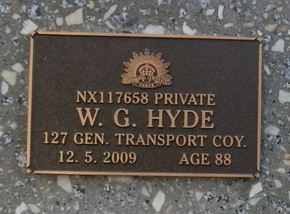 NX117658 PRIVATE
W. G. HYDE
127 GEN. TRANSPORT COY.
12. 5. 2009 AGE 88